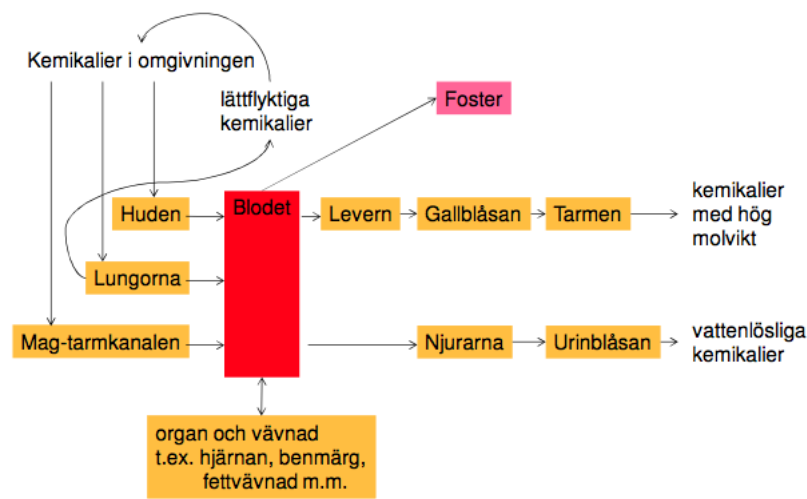 Kemikalier i omgivningen
lättflyktiga
kemikalier
Foster
Huden
Blodet
Levern
Gallblåsan
Tarmen
kemikalier
med hög
molvikt
Lungorna
Mag-tarmkanalen
Njurarna
Urinblåsan
vattenlösliga
kemikalier
organ och vävnad
t.ex. hjärnan, benmärg,
fettvävnad m.m.